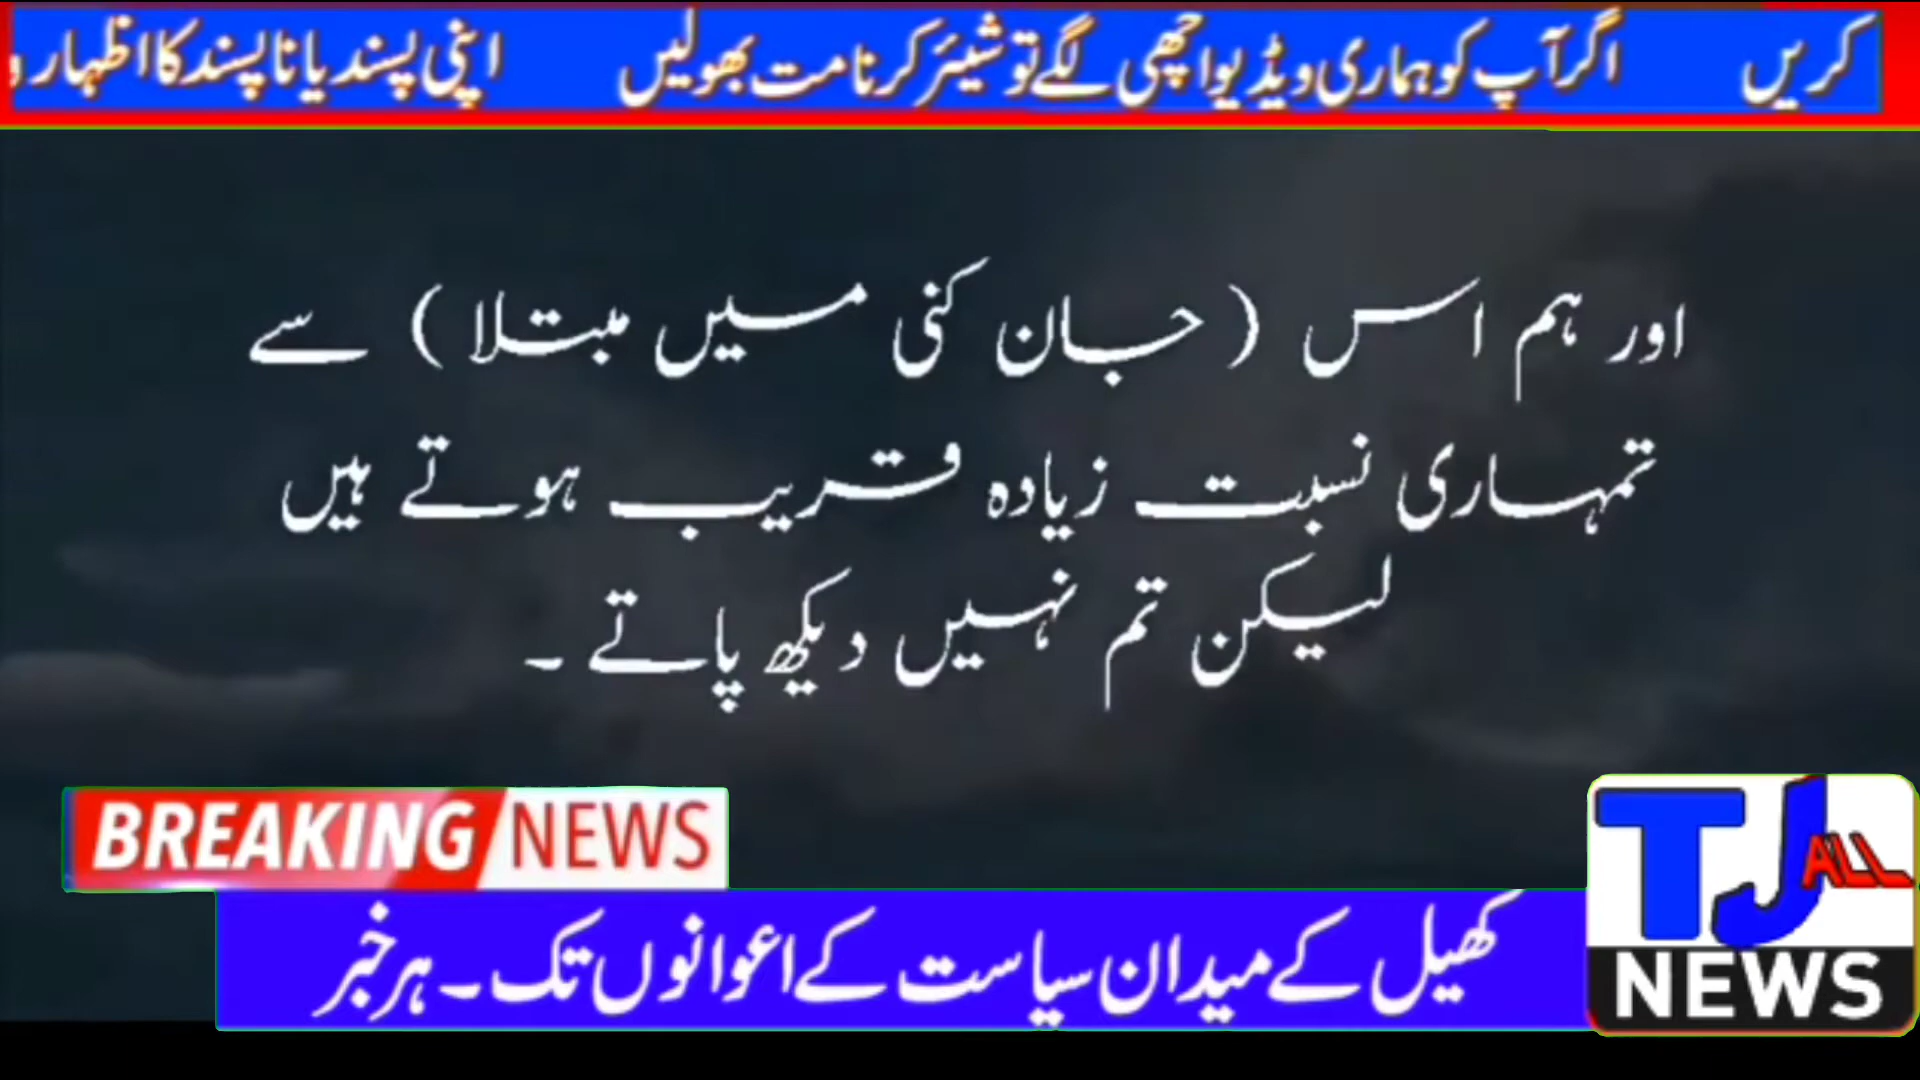 کریں اگر آپ کو ہماری ویڈیو اچھی لگے تو شیئر کرنا مت بھولیں اپنی پسند یا ناپسند کا اظہار
اور ہم اس ( جان کنی میں مبتلا ) سے
تمہاری نسبت زیادہ قریب ہوتے ہیں
لیکن تم نہیں دیکھ پاتے ۔
BREAKING NEWS
کھیل کے میدان سیاست کے اعوانوں تک ۔ ہر خبر
TJ ALL
NEWS